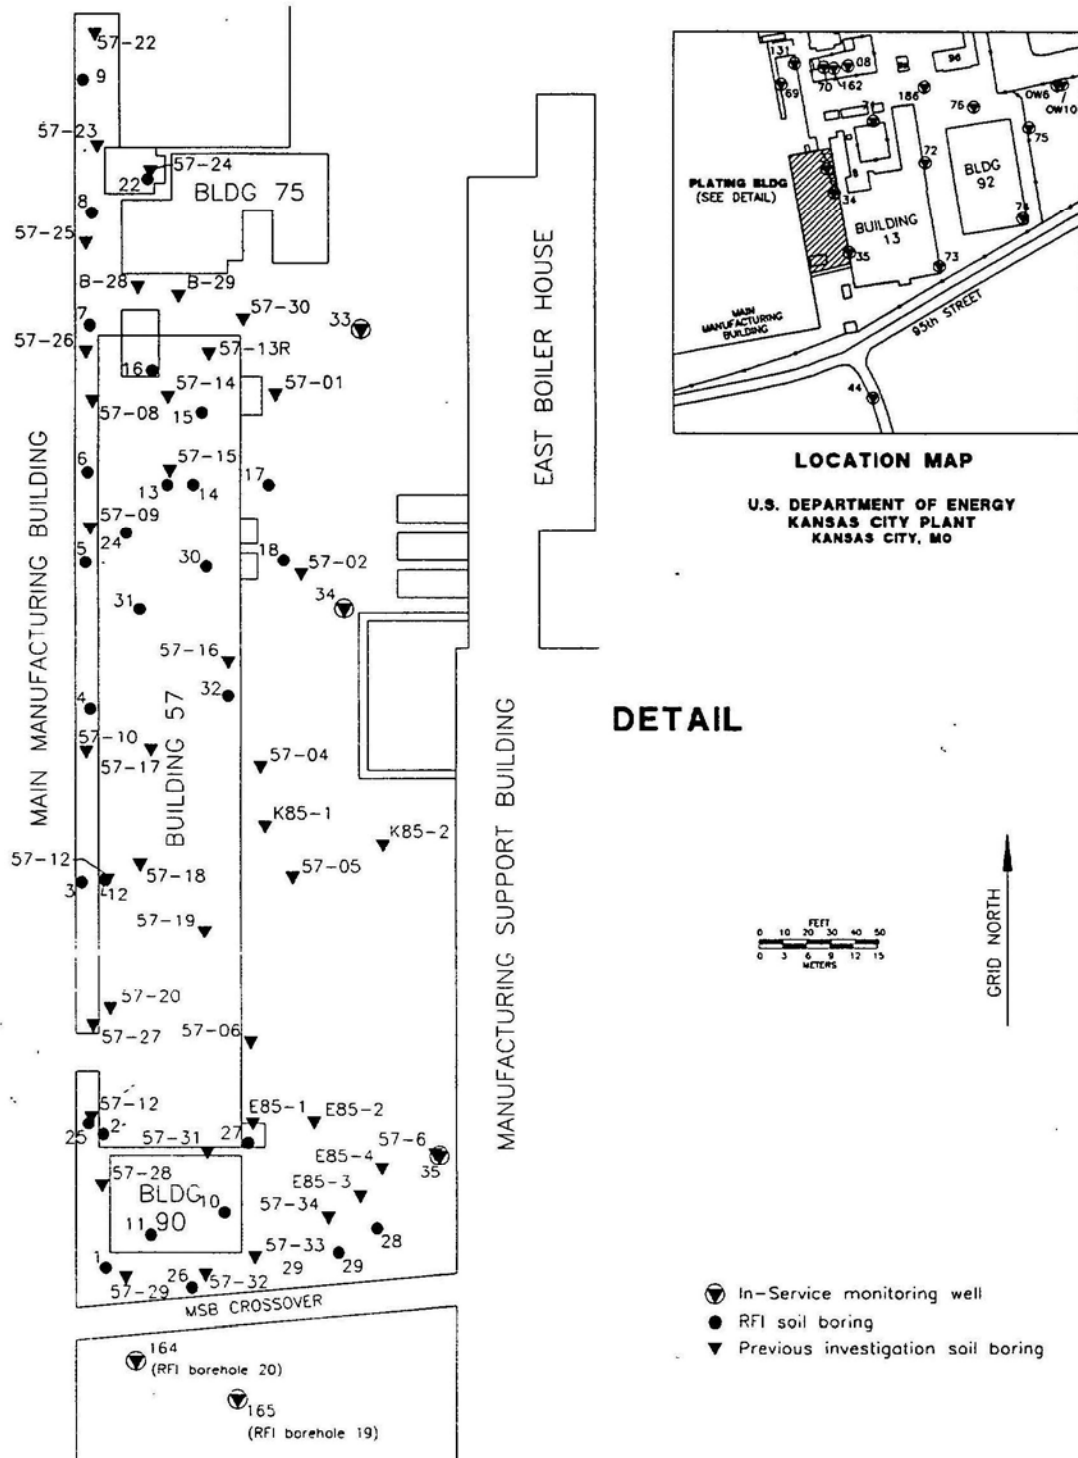 57-22
9
57-23
57-24
22
BLDG 75
8
57-25
B-28
B-29
57-30
7
33
57-26
57-13R
16
57-14
57-01
57-08
15
6
57-15
13
14
17
57-09
24
5
30
18
57-02
31
34
57-16
32
4
57-10
57-17
57-04
K85-1
K85-2
57-12
57-18
57-05
3
12
57-19
57-20
57-27
57-06
57-12
E85-1
E85-2
25
2
57-31
27
57-6
35
E85-4
57-28
E85-3
BLDG
90
10
57-34
11
28
57-33
29
29
1
57-29
26
57-32
MSB CROSSOVER
164
(RFI borehole 20)
165
(RFI borehole 19)
MAIN MANUFACTURING BUILDING
BUILDING 57
EAST BOILER HOUSE
MANUFACTURING SUPPORT BUILDING
131
69
70
162
08
96
186
76
OW6
OW10
71
75
72
PLATING BLDG
(SEE DETAIL)
34
BLDG
92
74
BUILDING
13
35
73
MAIN
MANUFACTURING
BUILDING
95th STREET
44
LOCATION MAP
U.S. DEPARTMENT OF ENERGY
KANSAS CITY PLANT
KANSAS CITY, MO
DETAIL
FEET
0 10 20 30 40 50
0 3 6 9 12 15
METERS
GRID NORTH
In-Service monitoring well
RFI soil boring
Previous investigation soil boring